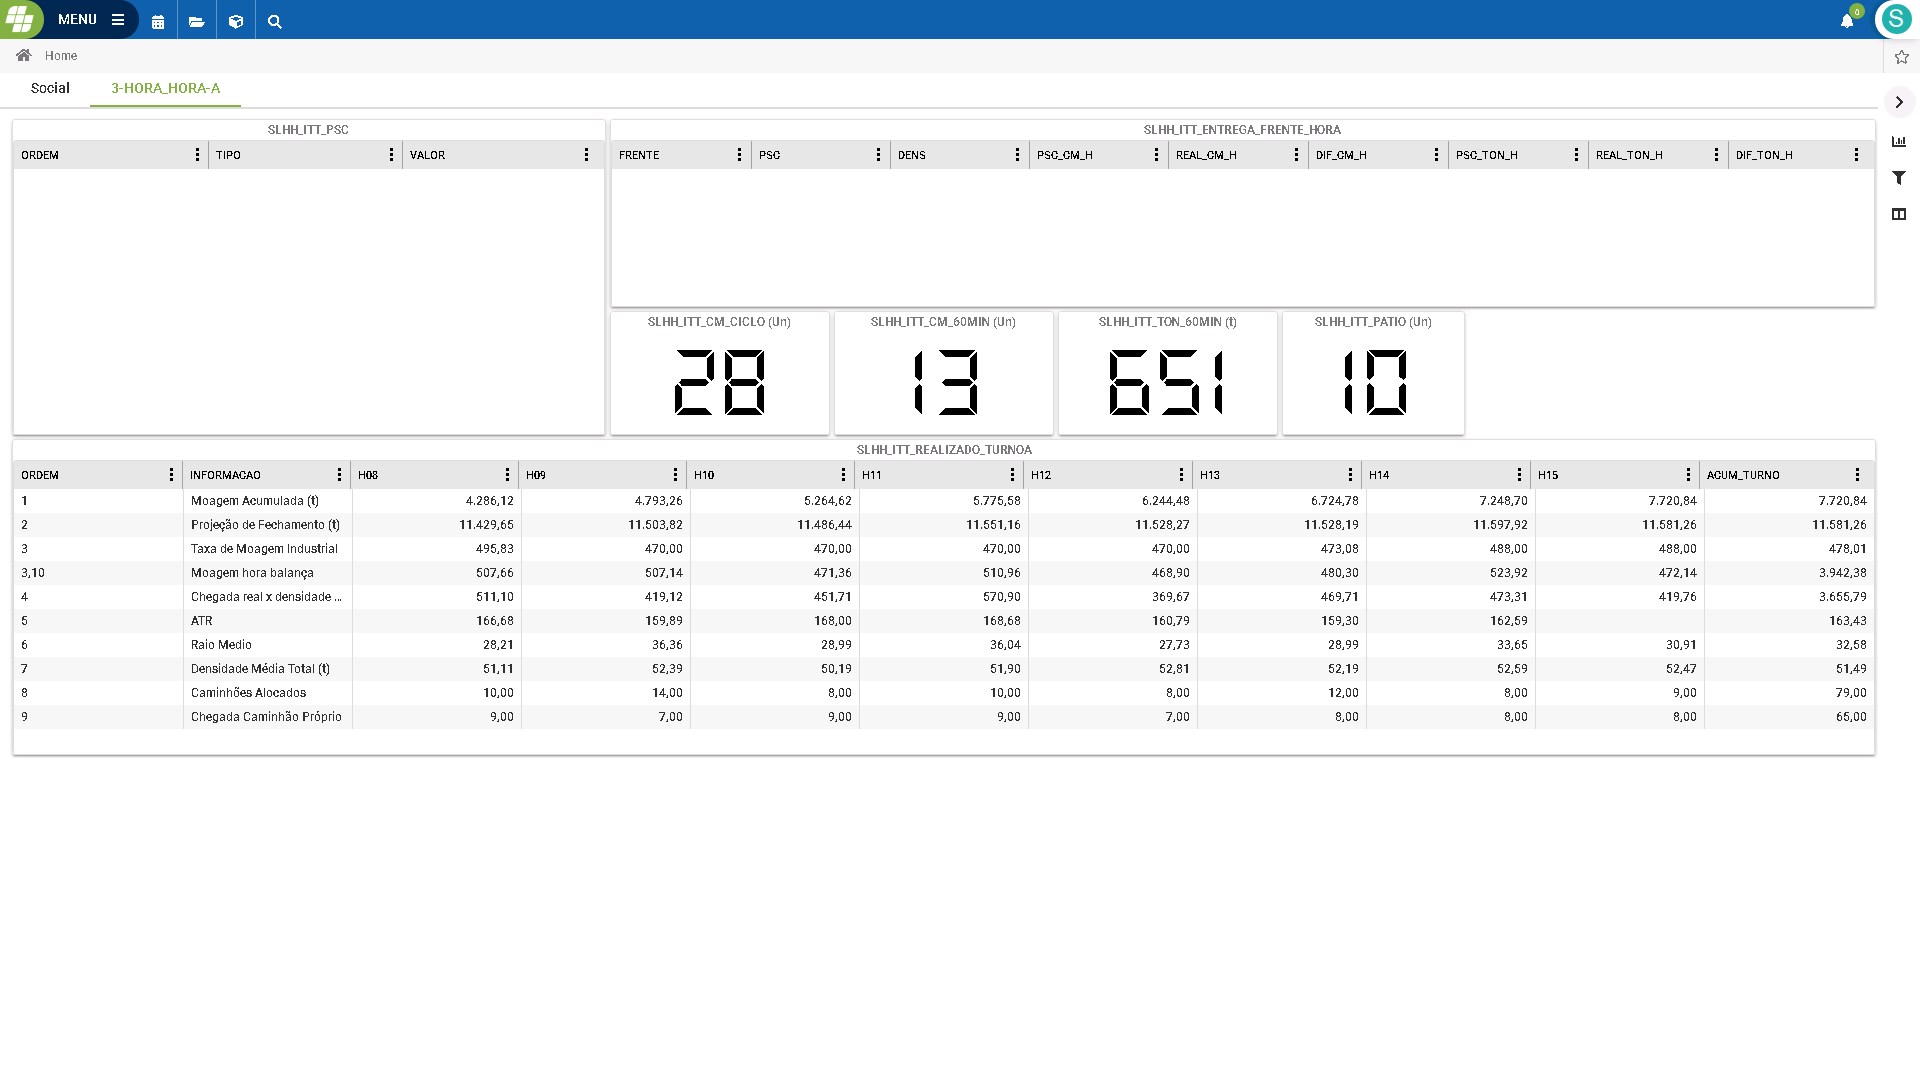 MENU
0
S
Home
Social 3-HORA_HORA-A
SLHH_ITT_PSC
ORDEM TIPO VALOR
SLHH_ITT_ENTREGA_FRENTE_HORA
FRENTE PSC DENS PSC_CM_H REAL_CM_H DIF_CM_H PSC_TON_H REAL_TON_H DIF_TON_H
SLHH_ITT_CM_CICLO (Un)
28
SLHH_ITT_CM_60MIN (Un)
13
SLHH_ITT_TON_60MIN (t)
651
SLHH_ITT_PATIO (Un)
10
SLHH_ITT_REALIZADO_TURNOA
ORDEM INFORMACAO H08 H09 H10 H11 H12 H13 H14 H15 ACUM_TURNO
1 Moagem Acumulada (t) 4.286,12 4.793,26 5.264,62 5.775,58 6.244,48 6.724,78 7.248,70 7.720,84 7.720,84
2 Projeção de Fechamento (t) 11.429,65 11.503,82 11.486,44 11.551,16 11.528,27 11.528,19 11.597,92 11.581,26 11.581,26
3 Taxa de Moagem Industrial 495,83 470,00 470,00 470,00 470,00 473,08 488,00 488,00 478,01
3,10 Moagem hora balança 507,66 507,14 471,36 510,96 468,90 480,30 523,92 472,14 3.942,38
4 Chegada real x densidade ... 511,10 419,12 451,71 570,90 369,67 469,71 473,31 419,76 3.655,79
5 ATR 166,68 159,89 168,00 168,68 160,79 159,30 162,59 163,43
6 Raio Medio 28,21 36,36 28,99 36,04 27,73 28,99 33,65 30,91 32,58
7 Densidade Média Total (t) 51,11 52,39 50,19 51,90 52,81 52,19 52,59 52,47 51,49
8 Caminhões Alocados 10,00 14,00 8,00 10,00 8,00 12,00 8,00 9,00 79,00
9 Chegada Caminhão Próprio 9,00 7,00 9,00 9,00 7,00 8,00 8,00 8,00 65,00